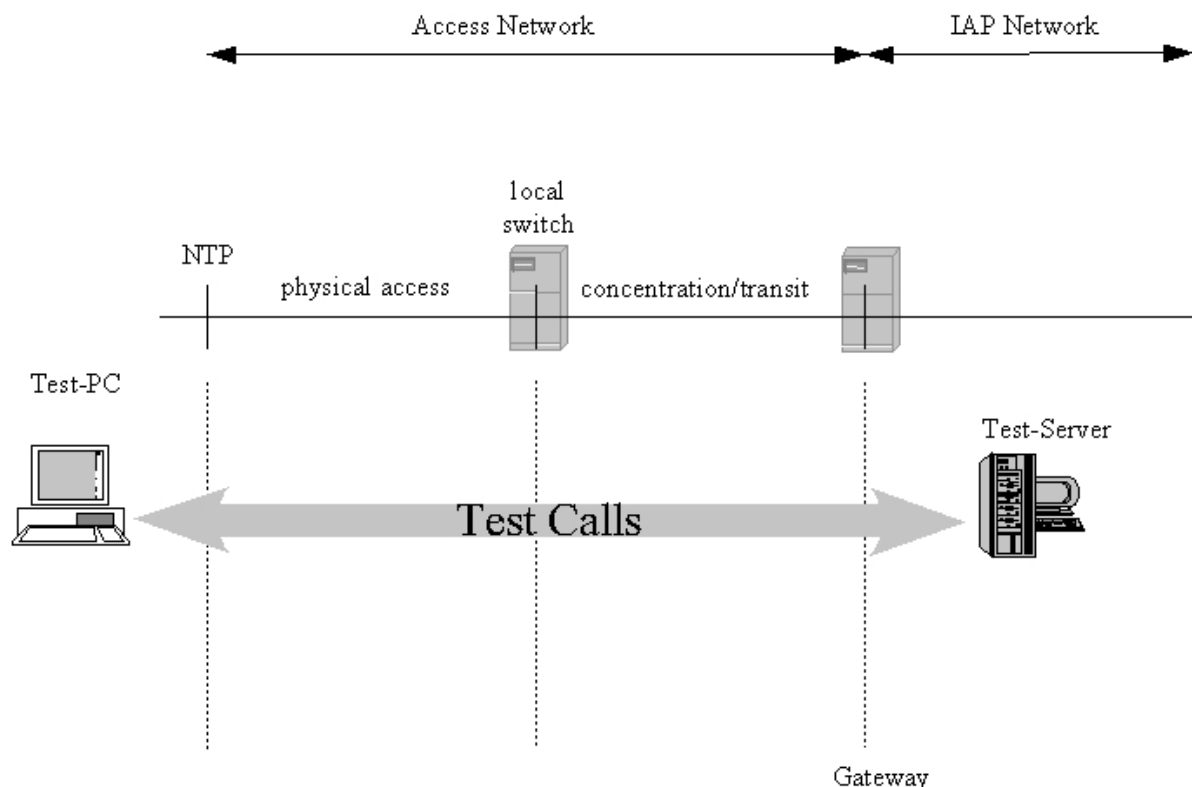 Access Network
IAP Network
local
switch
NTP
physical access
concentration/transit
Test-PC
Test-Server
Test Calls
Gateway